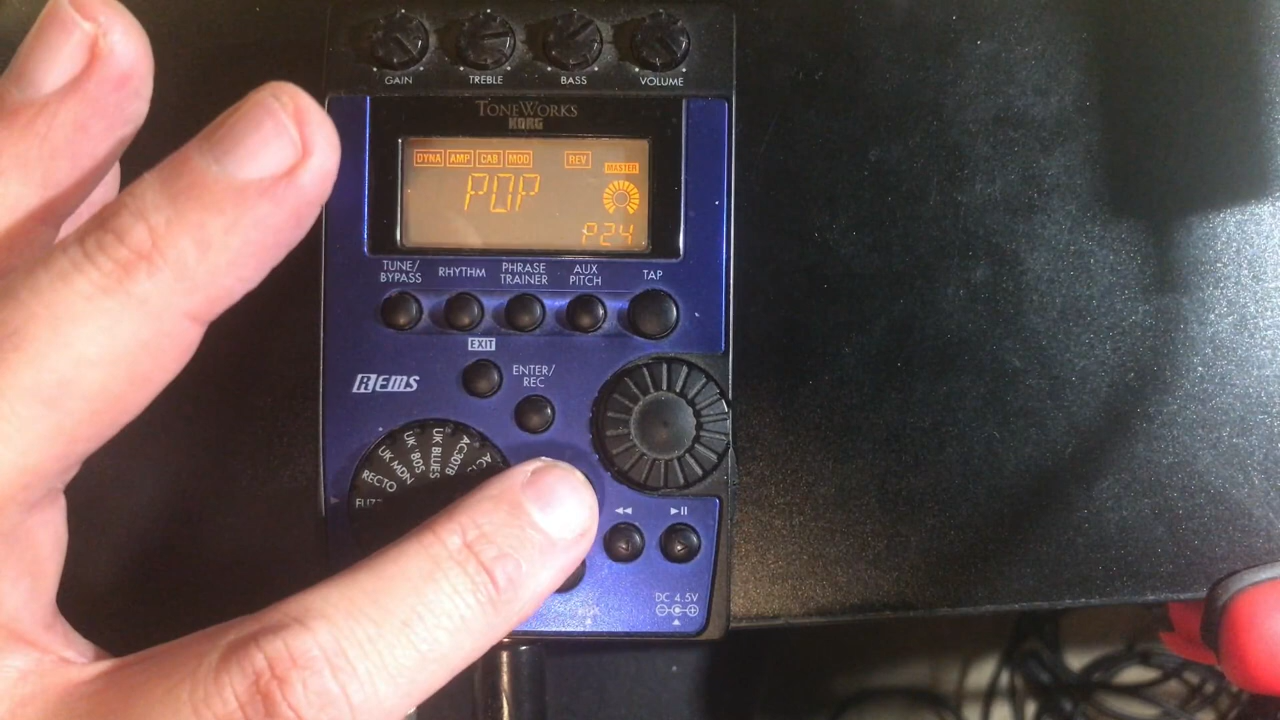 GAIN TREBLE BASS VOLUME
TONEWORKS
KORG
DYNA AMP CAB MOD REV
MASTER
POP
P24
TUNE/
BYPASS
RHYTHM
PHRASE
TRAINER
AUX
PITCH
TAP
EXIT
ENTER/
REC
REMS
AC30TB
UK BLUES
UK '80S
UK MDN
RECTO
DC 4.5V